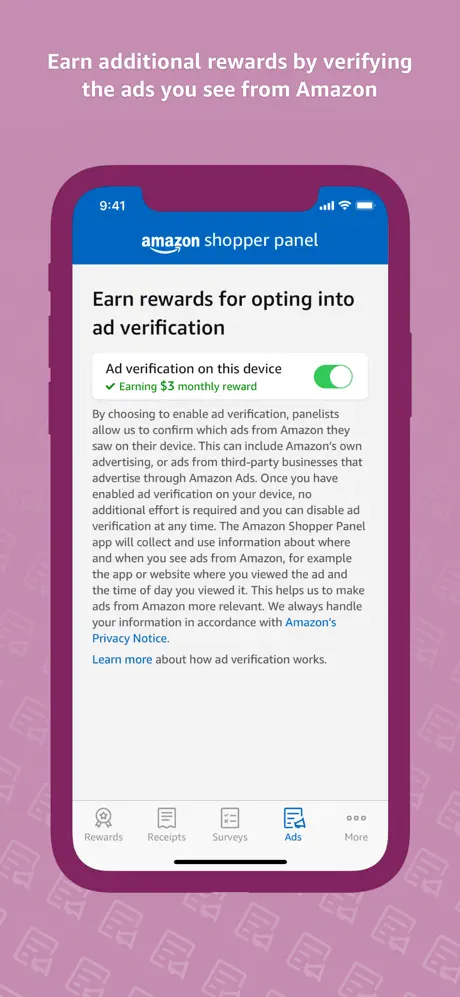 Earn additional rewards by verifying
the ads you see from Amazon
9:41
amazon shopper panel
Earn rewards for opting into
ad verification
Ad verification on this device
Earning $3 monthly reward
By choosing to enable ad verification, panelists
allow us to confirm which ads from Amazon they
saw on their device. This can include Amazon's own
advertising, or ads from third-party businesses that
advertise through Amazon Ads. Once you have
enabled ad verification on your device, no
additional effort is required and you can disable ad
verification at any time. The Amazon Shopper Panel
app will collect and use information about where
and when you see ads from Amazon, for example
the app or website where you viewed the ad and
the time of day you viewed it. This helps us to make
ads from Amazon more relevant. We always handle
your information in accordance with Amazon's
Privacy Notice.
Learn more about how ad verification works.
Rewards Receipts Surveys Ads More